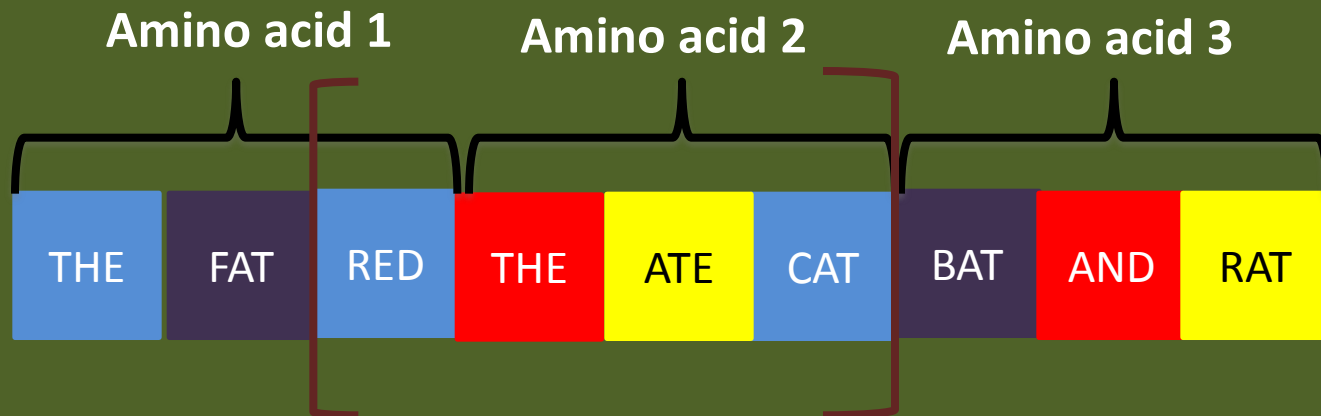 Amino acid 1 Amino acid 2 Amino acid 3
THE FAT RED THE ATE CAT BAT AND RAT